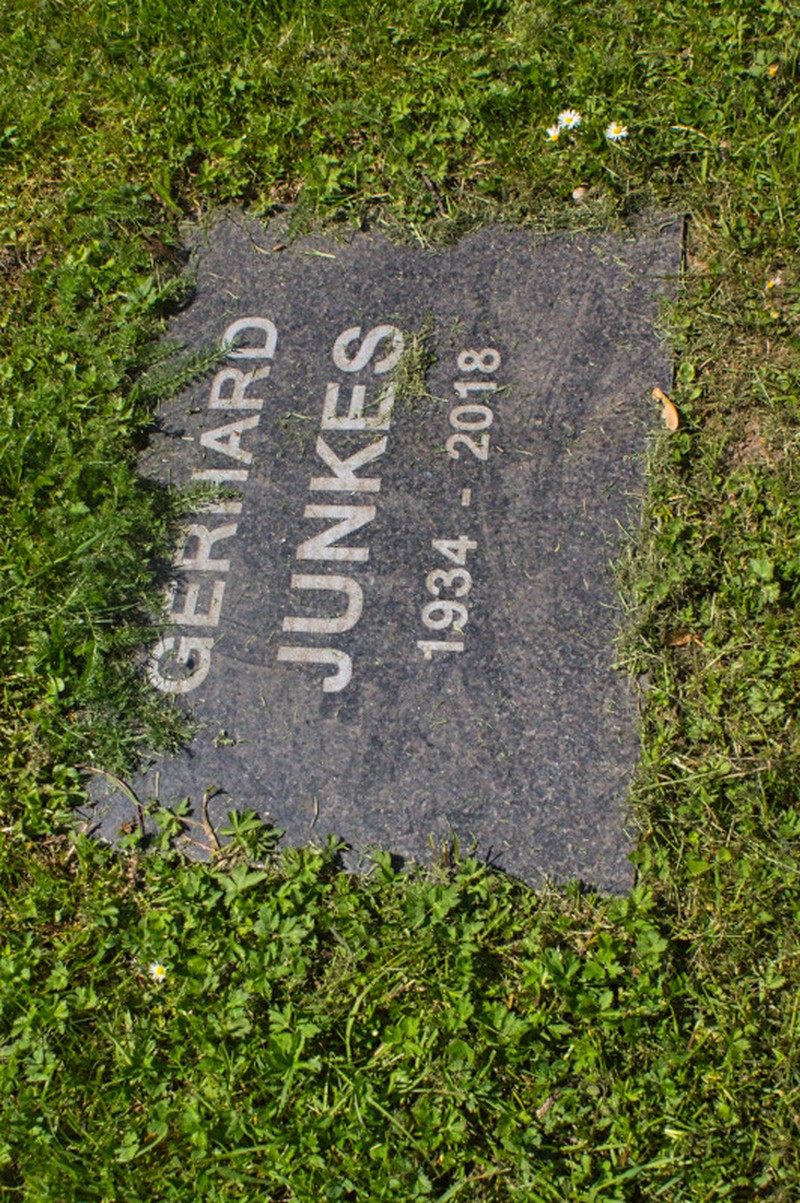 GERHARD
JUNKES
1934 - 2018